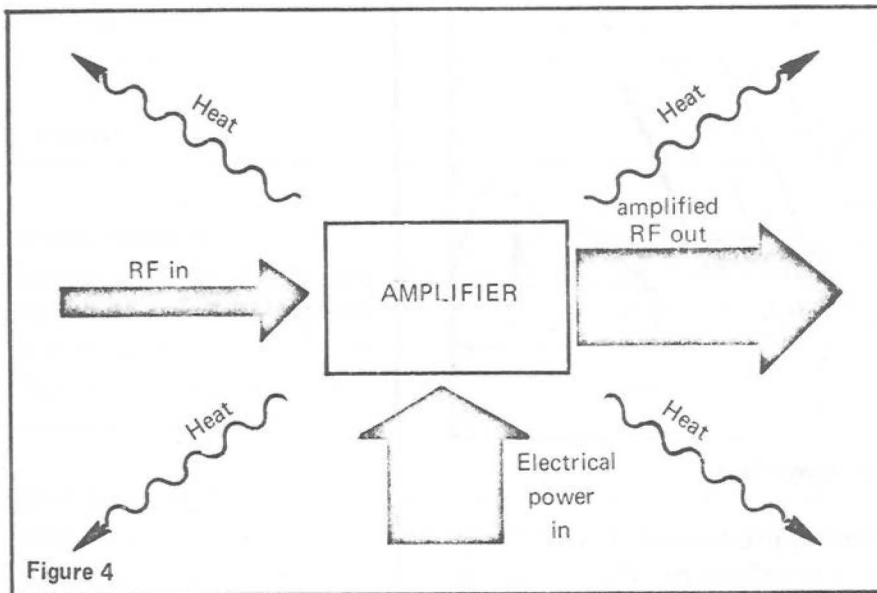 Heat
Heat
amplified
RF out
RF in
AMPLIFIER
Heat
Heat
Electrical
power
in
Figure 4